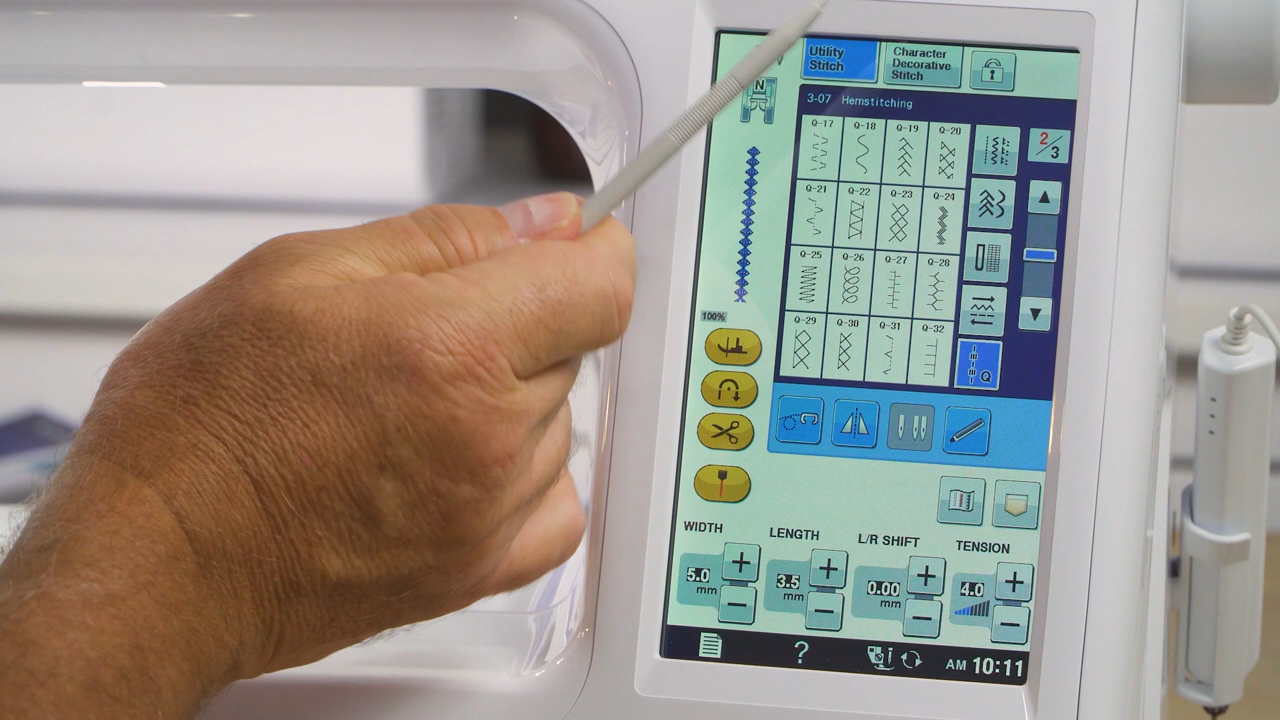 Utility
Stitch
Character
Decorative
Stitch
N
3-07 Hemstitching
Q-17 Q-18 Q-19 Q-20
2/3
Q-21 Q-22 Q-23 Q-24
Q-25 Q-26 Q-27 Q-28
100%
Q-29 Q-30 Q-31 Q-32
Q
WIDTH LENGTH L/R SHIFT TENSION
5.0 mm + − 3.5 mm + − 0.00 mm + − 4.0 + −
? AM 10:11